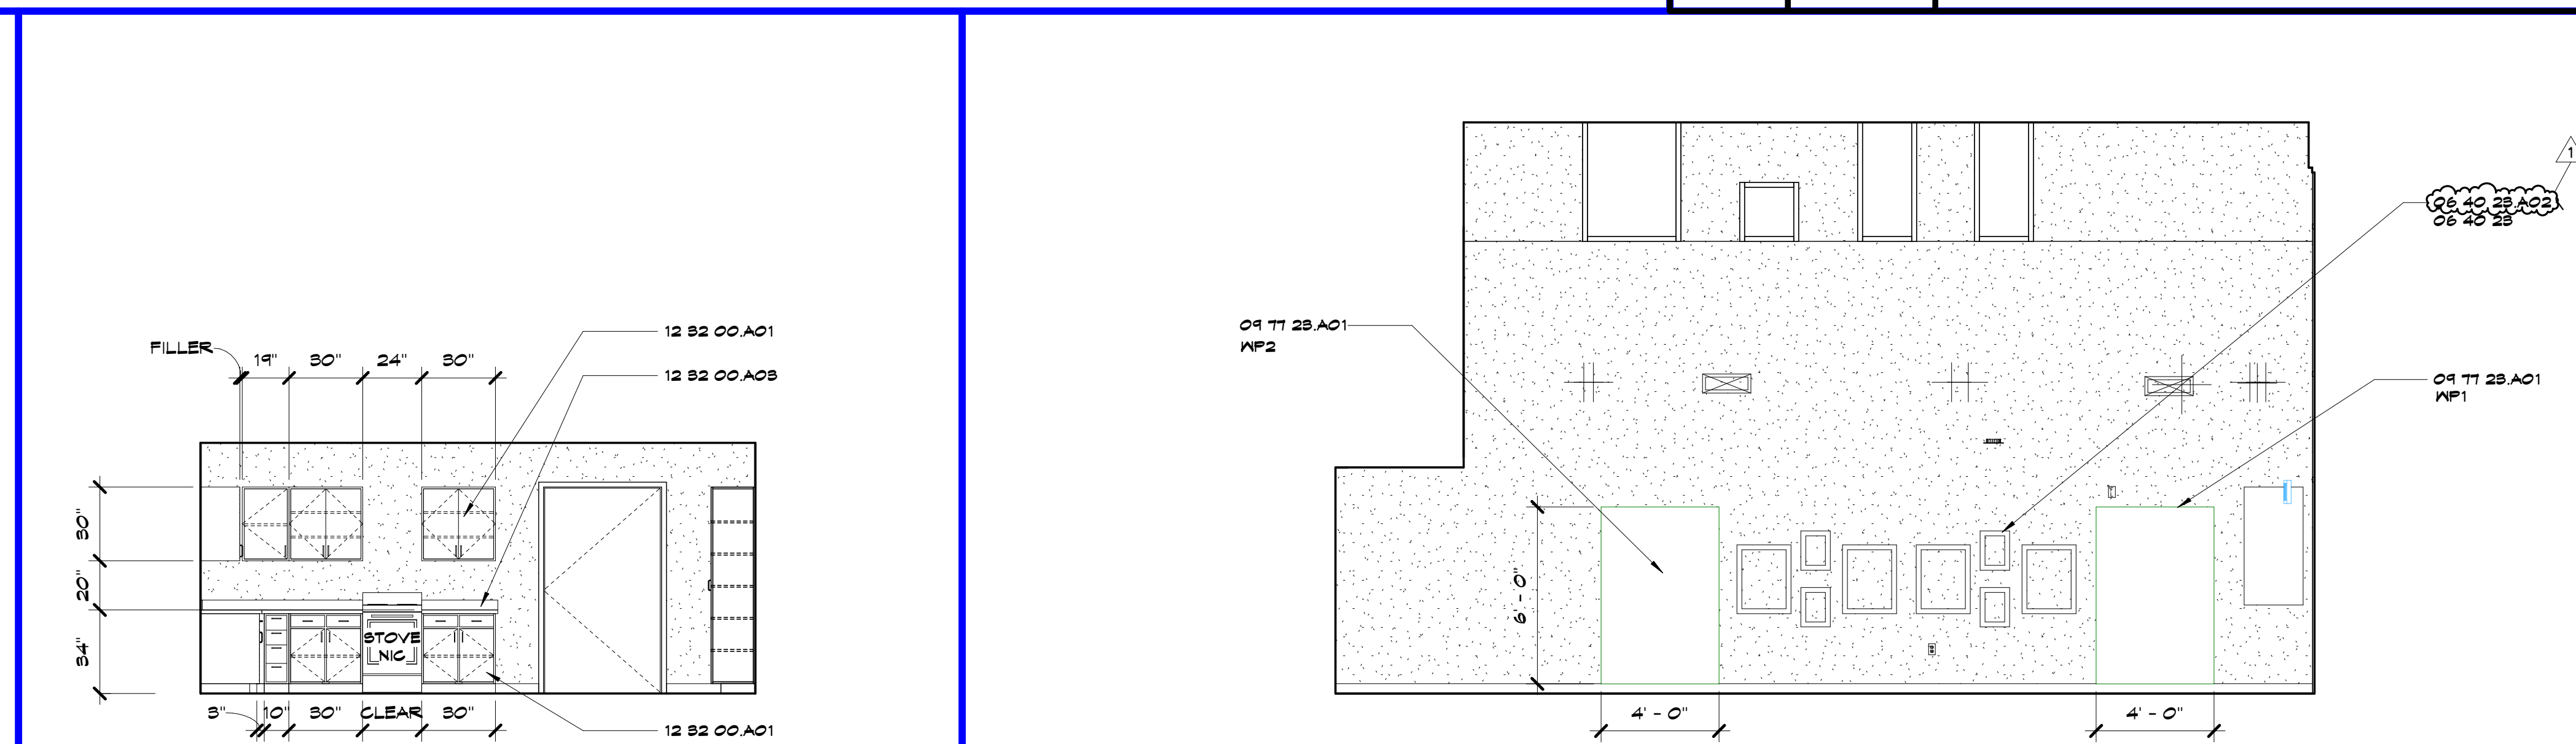 12 32 00.A01
FILLER
19" 30" 24" 30"
12 32 00.A03
30"
20"
34"
STOVE
NIC
3" 10" 30" CLEAR 30"
12 32 00.A01
1
06 40 23.A02
06 40 23
09 77 23.A01
WP2
09 77 23.A01
WP1
6' - 0"
4' - 0" 4' - 0"